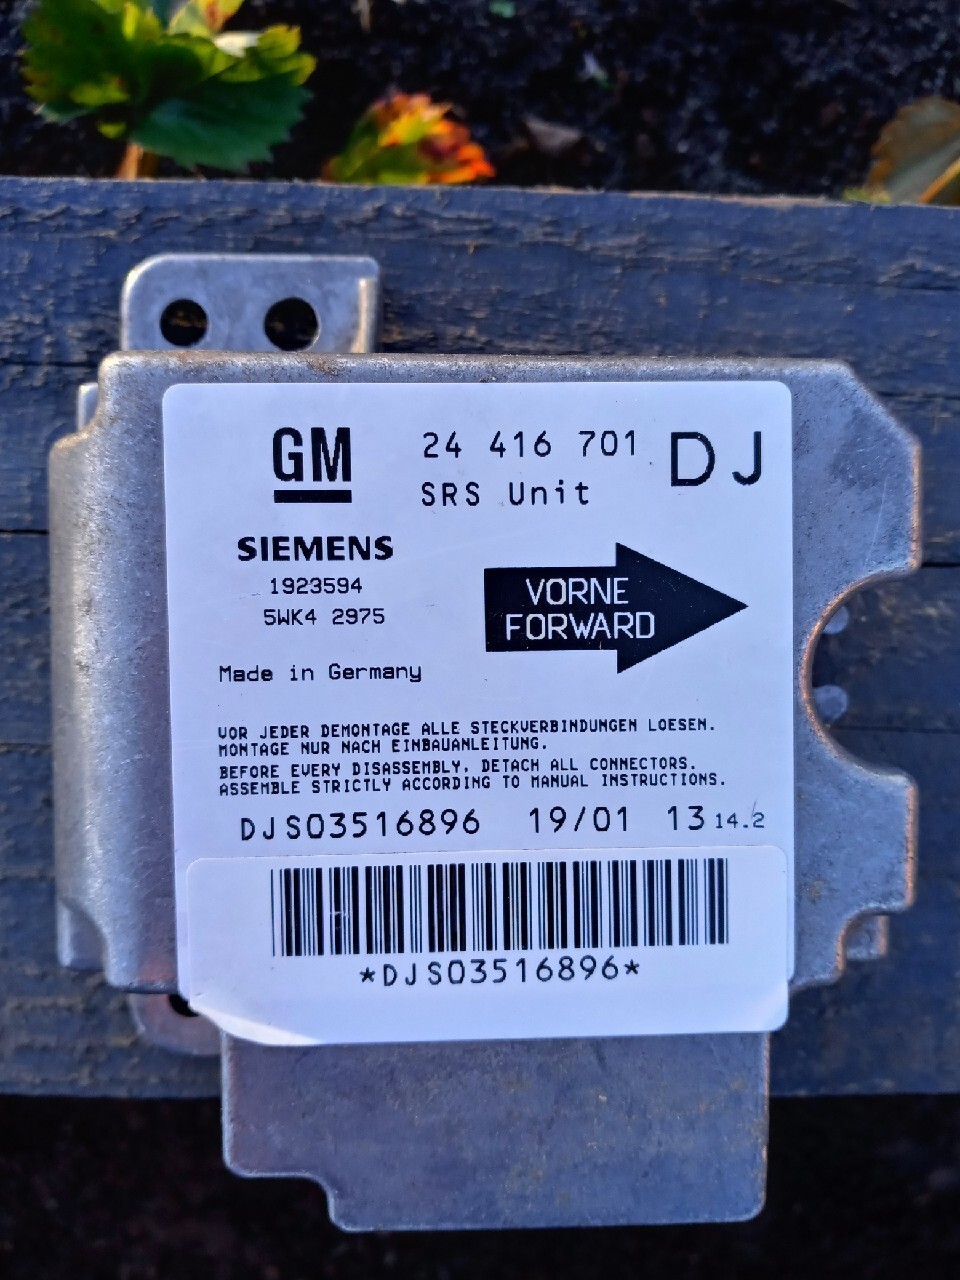 GM
24 416 701
DJ
SRS Unit
SIEMENS
1923594
5WK4 2975
VORNE
FORWARD
Made in Germany
VOR JEDER DEMONTAGE ALLE STECKVERBINDUNGEN LOESEN.
MONTAGE NUR NACH EINBAUANLEITUNG.
BEFORE EVERY DISASSEMBLY, DETACH ALL CONNECTORS.
ASSEMBLE STRICTLY ACCORDING TO MANUAL INSTRUCTIONS.
DJS03516896 19/01 13 14.2
*DJS03516896*